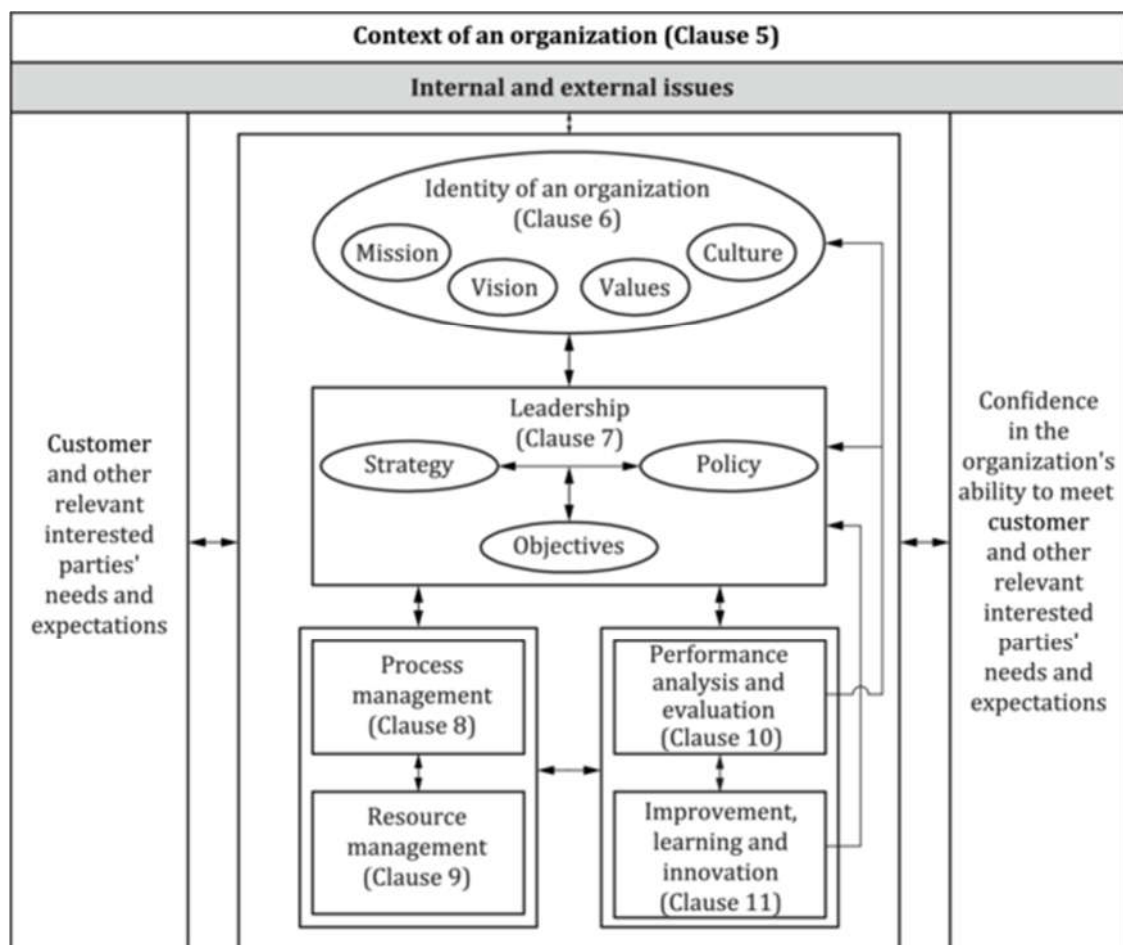 Context of an organization (Clause 5)
Internal and external issues
Customer
and other
relevant
interested
parties'
needs and
expectations
Identity of an organization
(Clause 6)
Mission
Vision
Values
Culture
Leadership
(Clause 7)
Strategy
Policy
Objectives
Process
management
(Clause 8)
Resource
management
(Clause 9)
Performance
analysis and
evaluation
(Clause 10)
Improvement,
learning and
innovation
(Clause 11)
Confidence
in the
organization's
ability to meet
customer
and other
relevant
interested
parties'
needs and
expectations